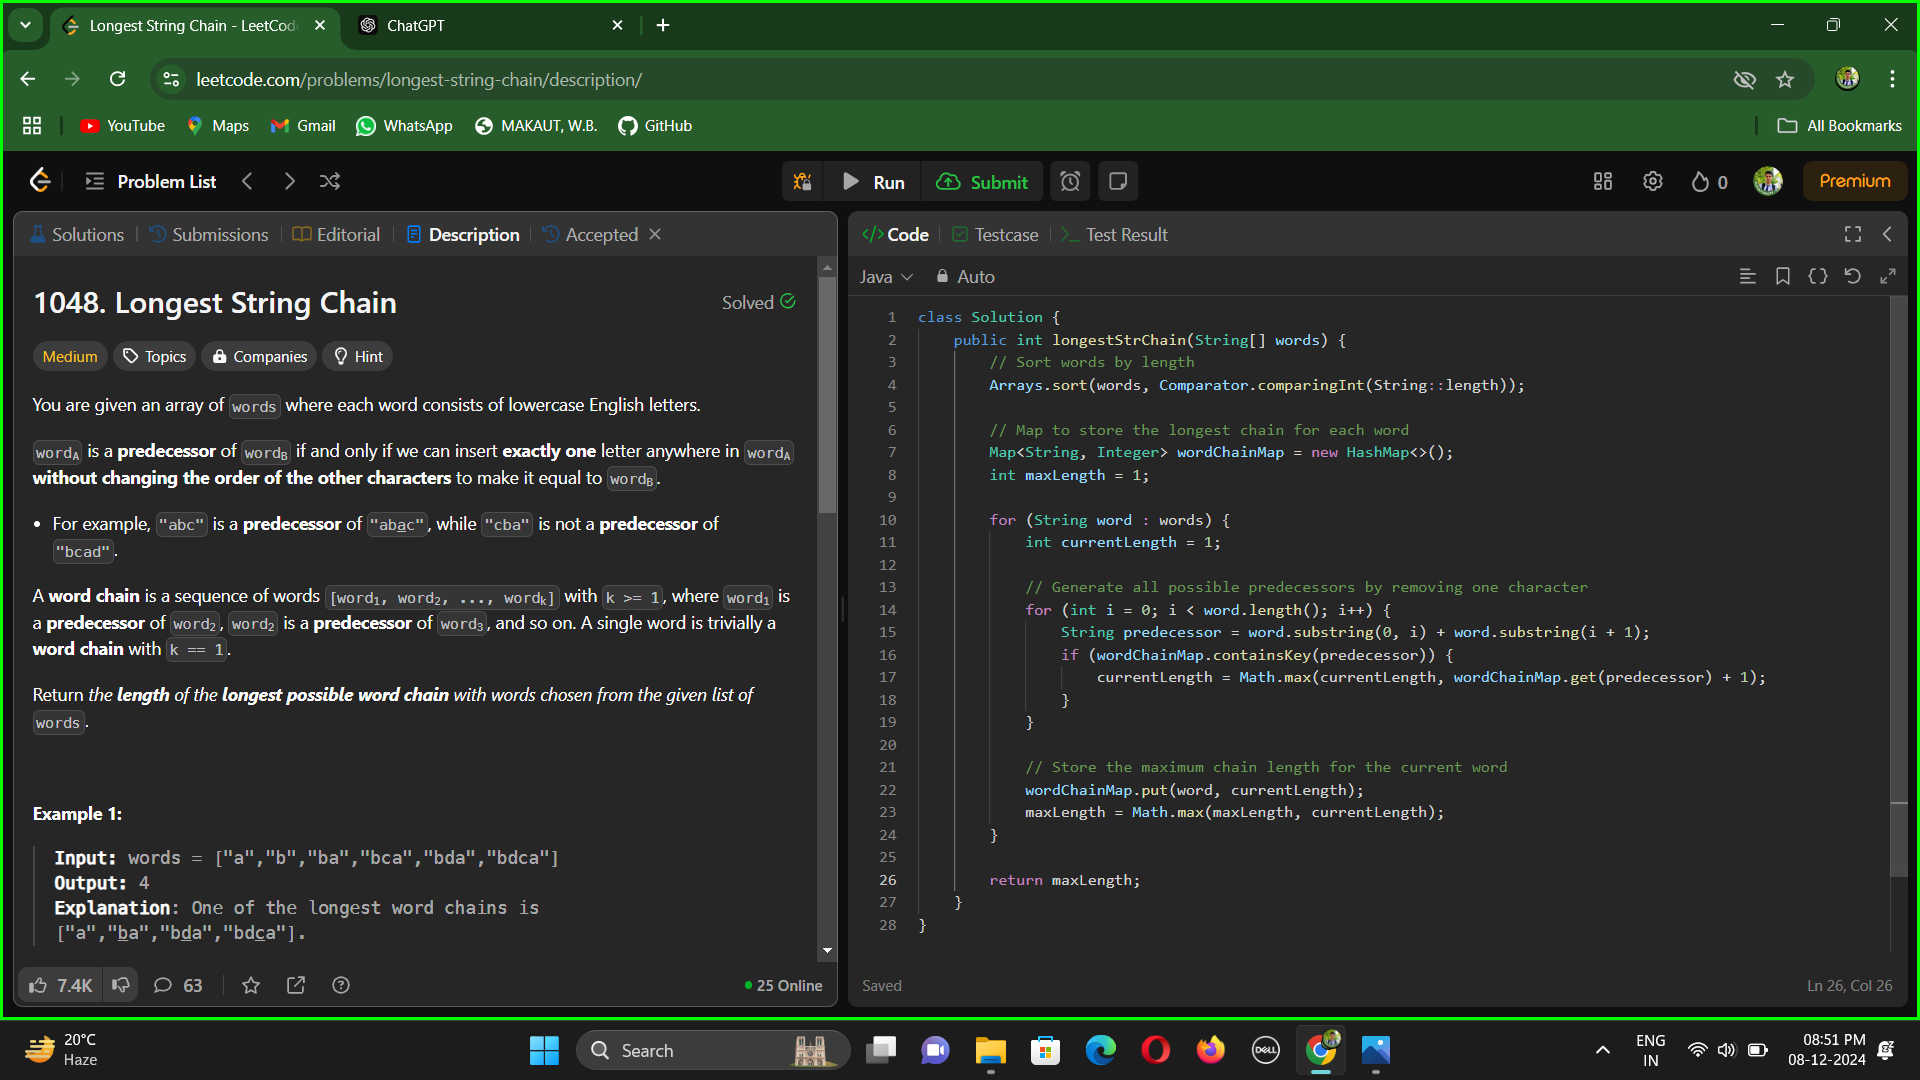 Longest String Chain - LeetCod
ChatGPT
leetcode.com/problems/longest-string-chain/description/
YouTube
Maps
Gmail
WhatsApp
MAKAUT, W.B.
GitHub
All Bookmarks
Problem List
Run
Submit
0
Premium
Solutions
Submissions
Editorial
Description
Accepted
1048. Longest String Chain
Solved
Medium
Topics
Companies
Hint
You are given an array of words where each word consists of lowercase English letters.
wordA is a predecessor of wordB if and only if we can insert exactly one letter anywhere in wordA
without changing the order of the other characters to make it equal to wordB.
• For example, "abc" is a predecessor of "abac", while "cba" is not a predecessor of
"bcad".
A word chain is a sequence of words [word1, word2, ..., wordk] with k >= 1, where word1 is
a predecessor of word2, word2 is a predecessor of word3, and so on. A single word is trivially a
word chain with k == 1.
Return the length of the longest possible word chain with words chosen from the given list of
words.
Example 1:
Input: words = ["a","b","ba","bca","bda","bdca"]
Output: 4
Explanation: One of the longest word chains is
["a","ba","bda","bdca"].
7.4K
63
25 Online
</>Code
Testcase
Test Result
Java
Auto
1 class Solution {
2 public int longestStrChain(String[] words) {
3 // Sort words by length
4 Arrays.sort(words, Comparator.comparingInt(String::length));
5
6 // Map to store the longest chain for each word
7 Map<String, Integer> wordChainMap = new HashMap<>();
8 int maxLength = 1;
9
10 for (String word : words) {
11 int currentLength = 1;
12
13 // Generate all possible predecessors by removing one character
14 for (int i = 0; i < word.length(); i++) {
15 String predecessor = word.substring(0, i) + word.substring(i + 1);
16 if (wordChainMap.containsKey(predecessor)) {
17 currentLength = Math.max(currentLength, wordChainMap.get(predecessor) + 1);
18 }
19 }
20
21 // Store the maximum chain length for the current word
22 wordChainMap.put(word, currentLength);
23 maxLength = Math.max(maxLength, currentLength);
24 }
25
26 return maxLength;
27 }
28 }
Saved
Ln 26, Col 26
20°C
Haze
Search
DELL
ENG
IN
08:51 PM
08-12-2024